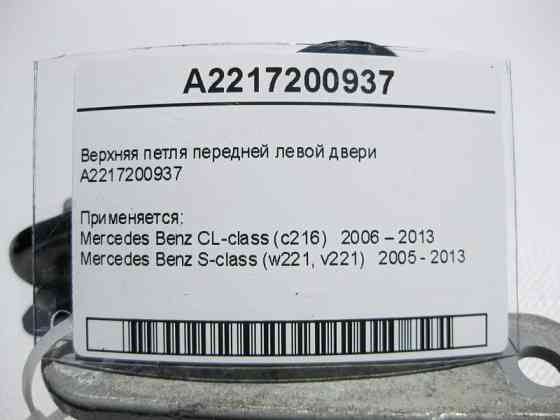 A2217200937
Верхняя петля передней левой двери
A2217200937
Применяется:
Mercedes Benz CL-class (c216) 2006 – 2013
Mercedes Benz S-class (w221, v221) 2005 - 2013